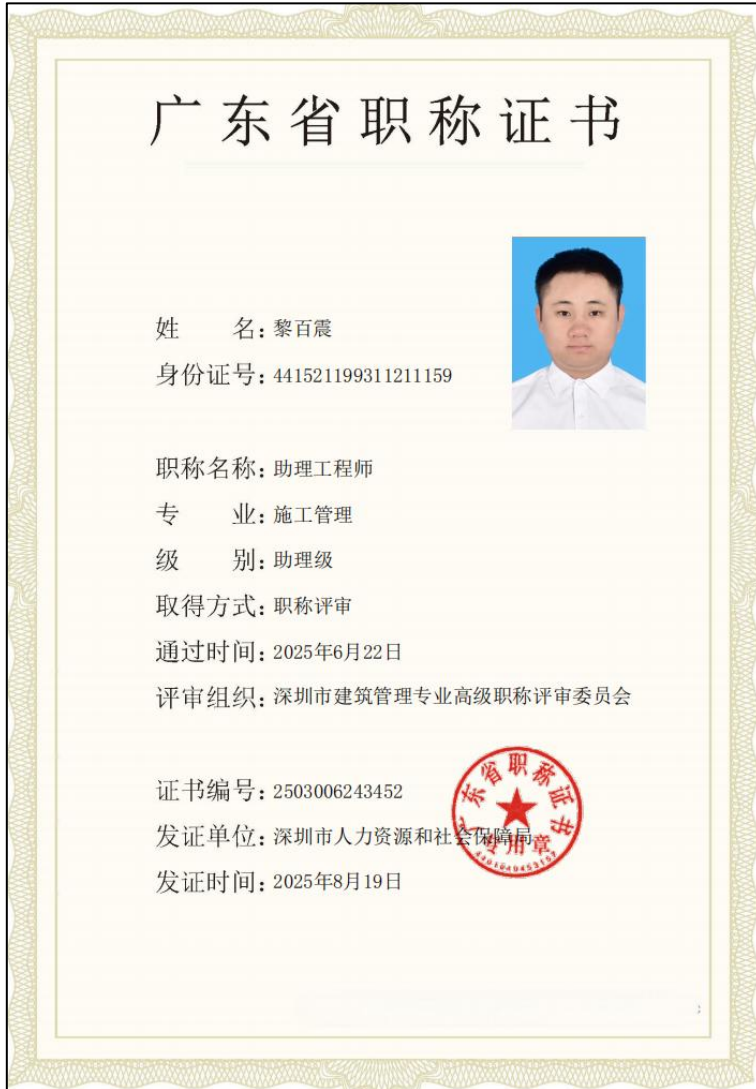 广东省职称证书
姓 名：黎百震
身份证号：441521199311211159
职称名称：助理工程师
专 业：施工管理
级 别：助理级
取得方式：职称评审
通过时间：2025年6月22日
评审组织：深圳市建筑管理专业高级职称评审委员会
证书编号：2503006243452
发证单位：深圳市人力资源和社会保障局
发证时间：2025年8月19日
广东省职称证书
专用章